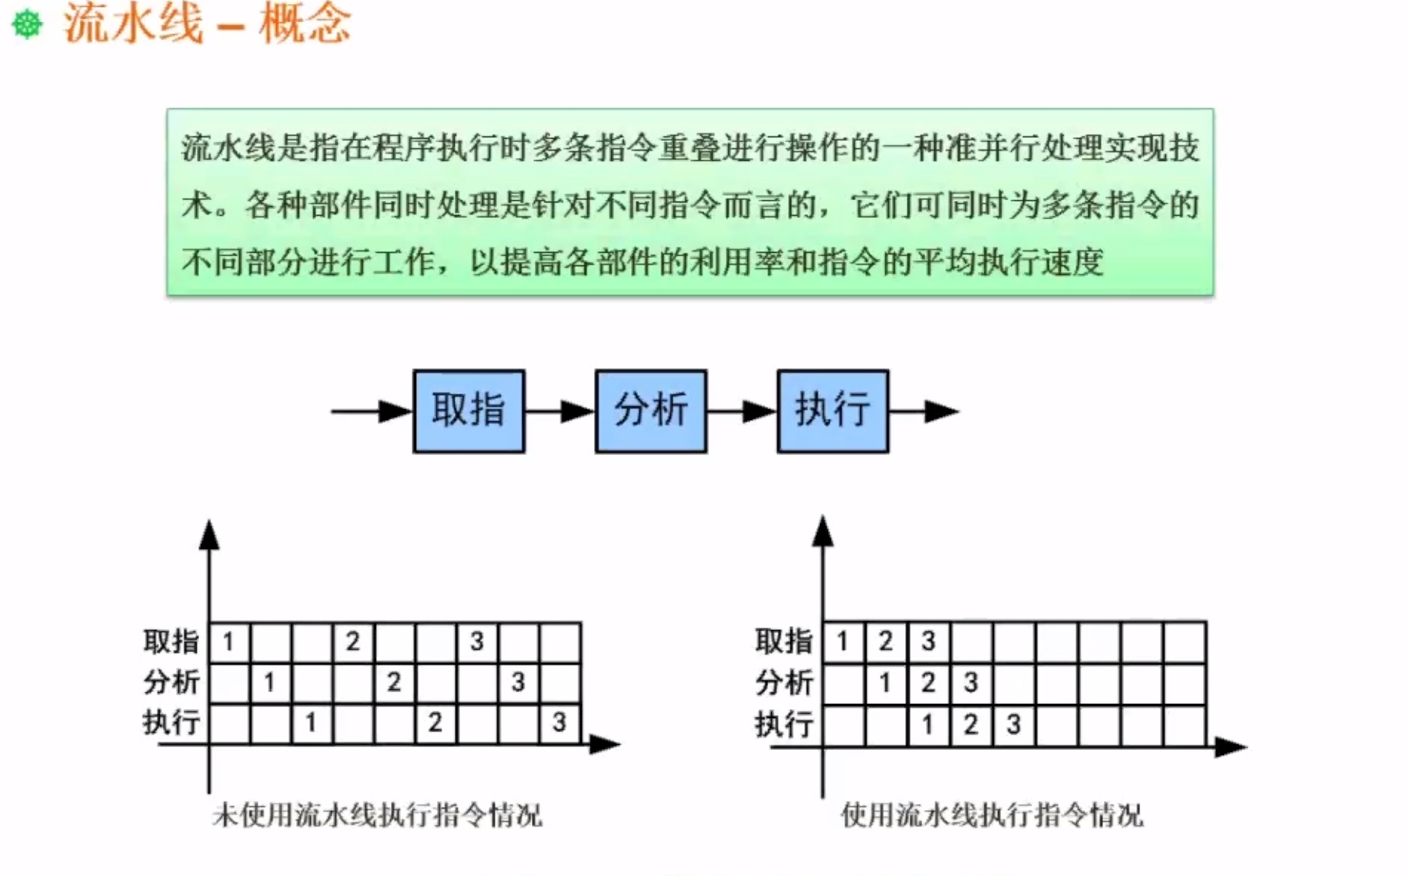 流水线 – 概念
流水线是指在程序执行时多条指令重叠进行操作的一种准并行处理实现技
术。各种部件同时处理是针对不同指令而言的，它们可同时为多条指令的
不同部分进行工作，以提高各部件的利用率和指令的平均执行速度
取指 分析 执行
取指 1 2 3
分析 1 2 3
执行 1 2 3
未使用流水线执行指令情况
取指 1 2 3
分析 1 2 3
执行 1 2 3
使用流水线执行指令情况